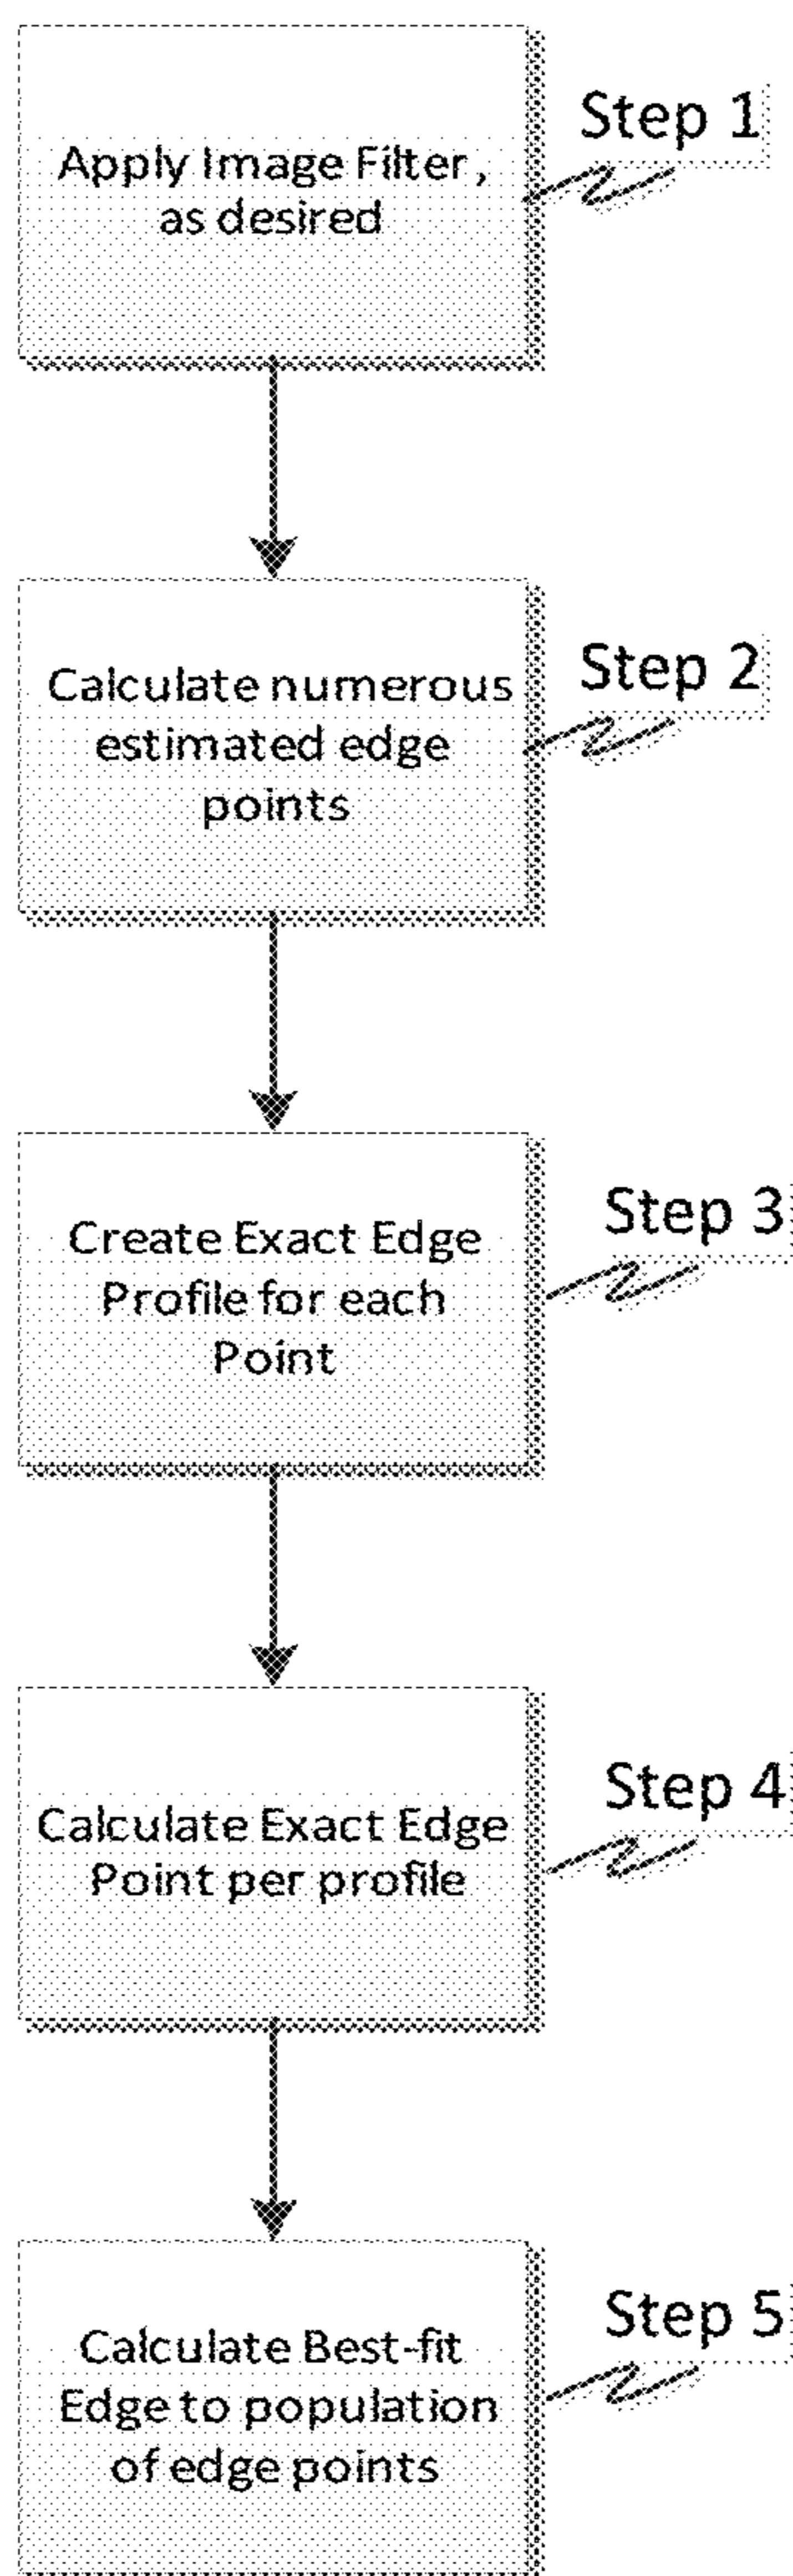 Step 1
Apply Image Filter,
as desired
Step 2
Calculate numerous
estimated edge
points
Step 3
Create Exact Edge
Profile for each
Point
Step 4
Calculate Exact Edge
Point per profile
Step 5
Calculate Best-fit
Edge to population
of edge points